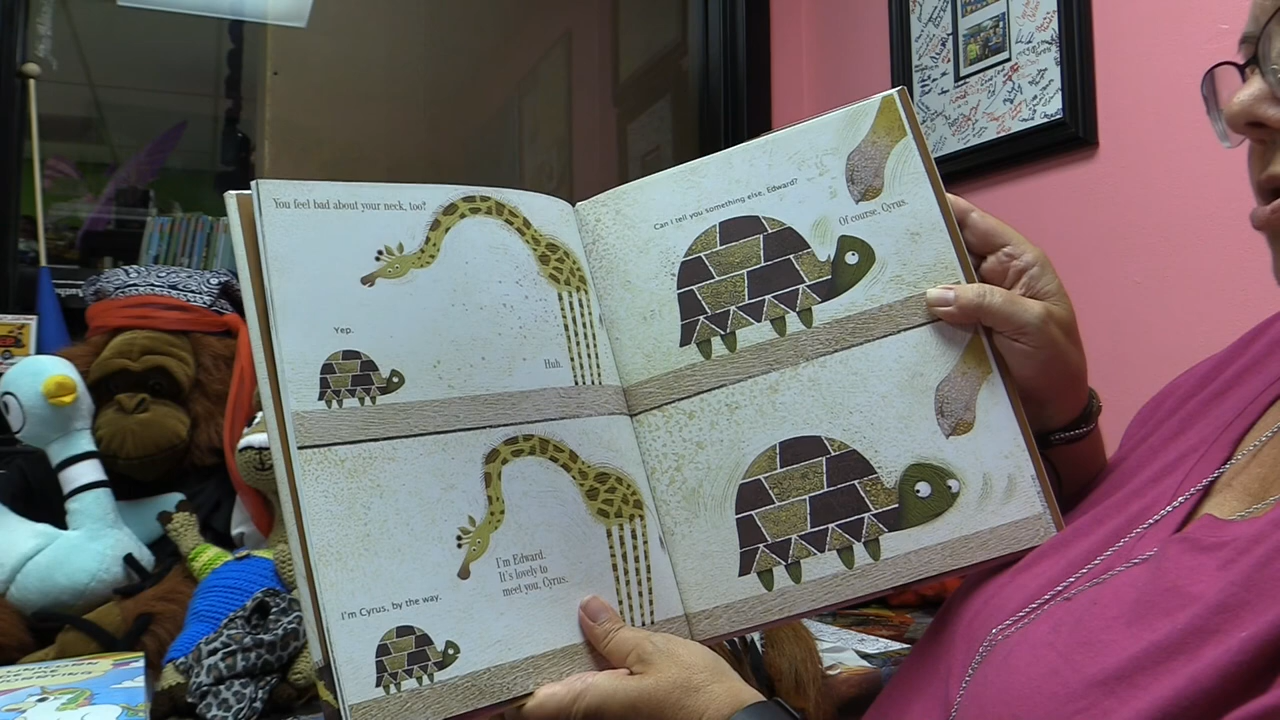 You feel bad about your neck, too?
Yep.
Huh.
I'm Cyrus, by the way.
I'm Edward.
It's lovely to
meet you, Cyrus.
Can i tell you something else, Edward?
Of course, Cyrus.